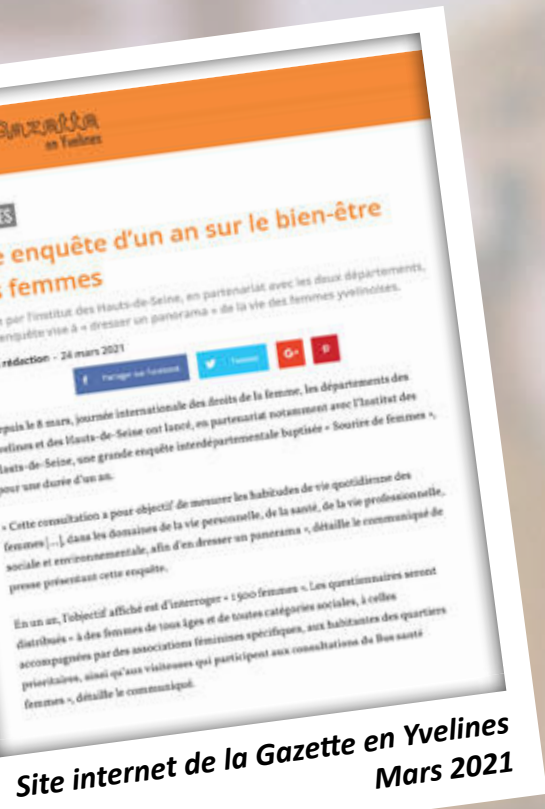 Gazette
en Yvelines
ES
e enquête d'un an sur le bien-être
s femmes
e par l'institut des Hauts-de-Seine, en partenariat avec les deux départements,
enquête vise à « dresser un panorama » de la vie des femmes yvelinoises.
rédaction - 24 mars 2021
f Partager sur Facebook Tweetez G+
epuis le 8 mars, journée internationale des droits de la femme, les départements des
velines et des Hauts-de-Seine ont lancé, en partenariat notamment avec l'Institut des
Hauts-de-Seine, une grande enquête interdépartementale baptisée « Sourire de femmes »,
pour une durée d'un an.
« Cette consultation a pour objectif de mesurer les habitudes de vie quotidienne des
femmes [...], dans les domaines de la vie personnelle, de la santé, de la vie professionnelle,
sociale et environnementale, afin d'en dresser un panorama », détaille le communiqué de
presse présentant cette enquête.
En un an, l'objectif affiché est d'interroger « 1 500 femmes ». Les questionnaires seront
distribués « à des femmes de tous âges et de toutes catégories sociales, à celles
accompagnées par des associations féminines spécifiques, aux habitantes des quartiers
prioritaires, ainsi qu'aux visiteuses qui participent aux consultations du Bus santé
femmes », détaille le communiqué.
Site internet de la Gazette en Yvelines
Mars 2021